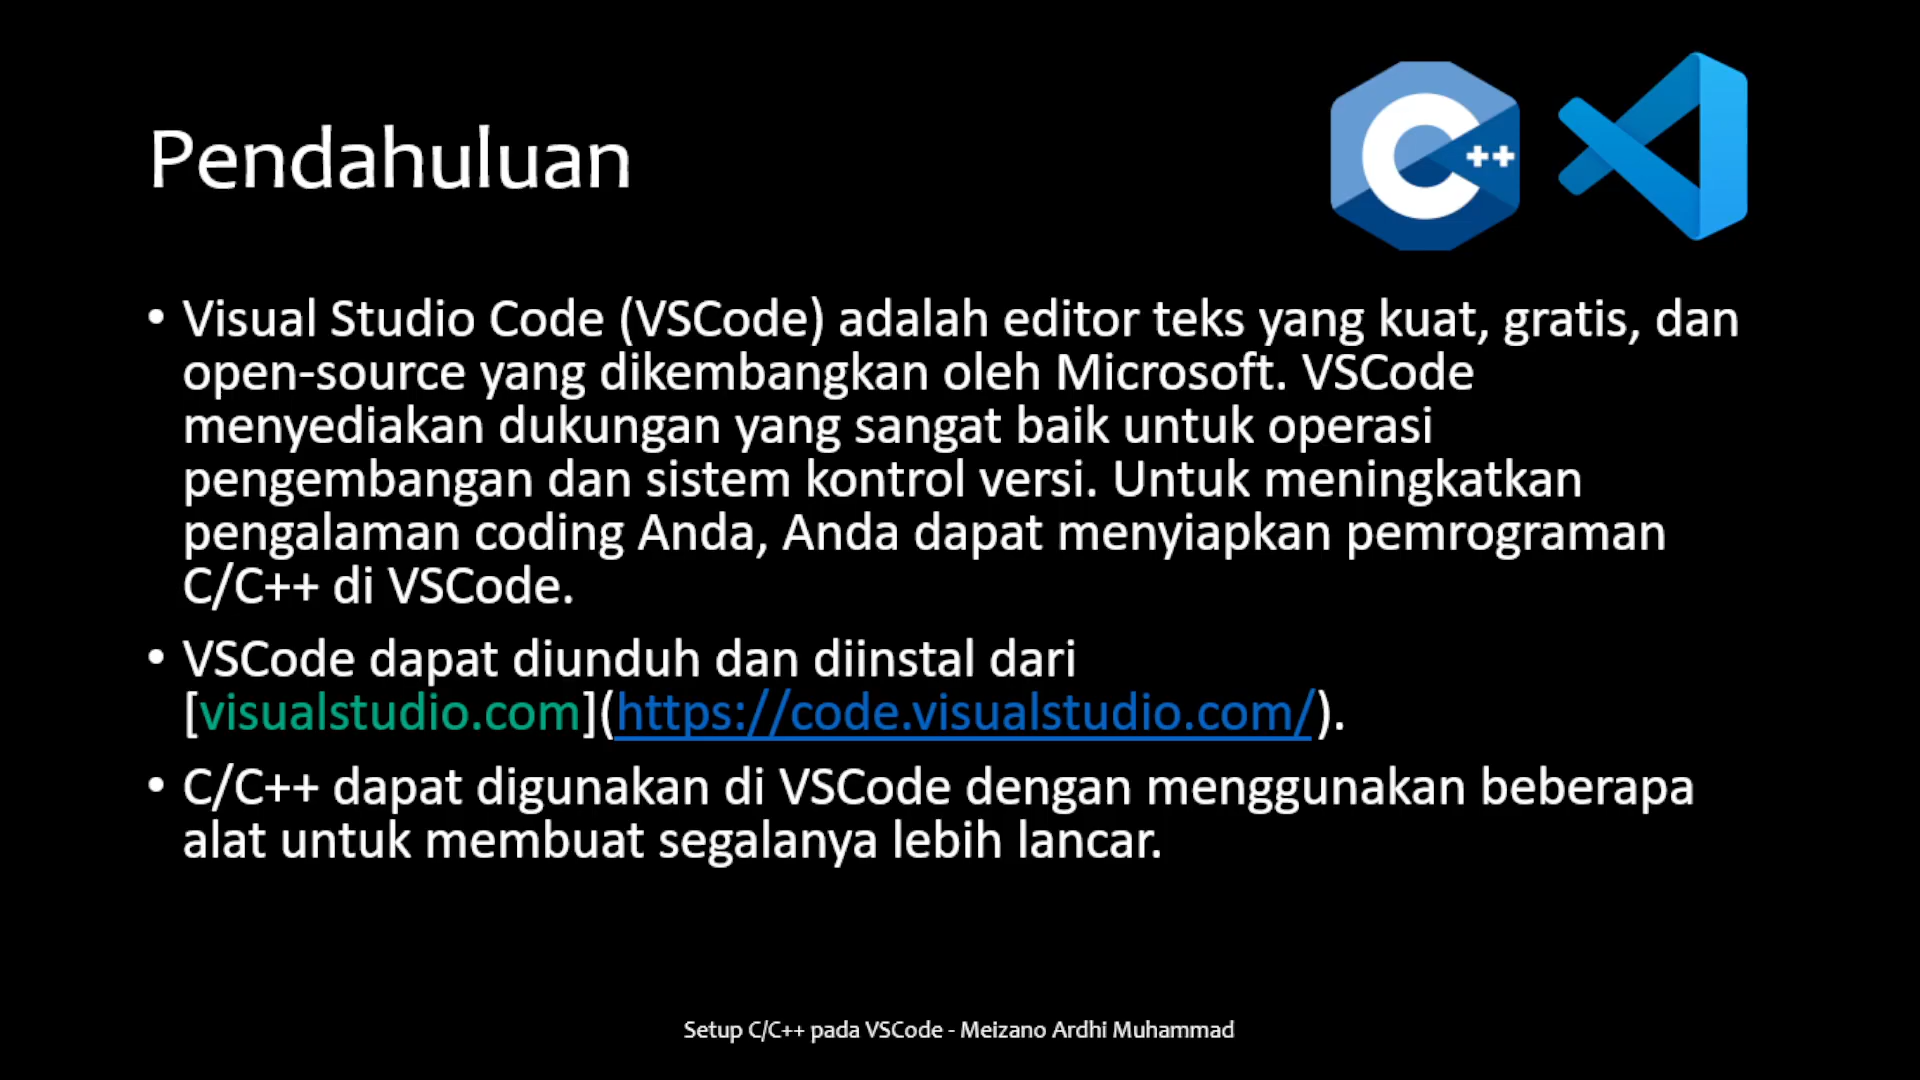 Pendahuluan
C++
• Visual Studio Code (VSCode) adalah editor teks yang kuat, gratis, dan
open-source yang dikembangkan oleh Microsoft. VSCode
menyediakan dukungan yang sangat baik untuk operasi
pengembangan dan sistem kontrol versi. Untuk meningkatkan
pengalaman coding Anda, Anda dapat menyiapkan pemrograman
C/C++ di VSCode.
• VSCode dapat diunduh dan diinstal dari
[visualstudio.com](https://code.visualstudio.com/).
• C/C++ dapat digunakan di VSCode dengan menggunakan beberapa
alat untuk membuat segalanya lebih lancar.
Setup C/C++ pada VSCode - Meizano Ardhi Muhammad